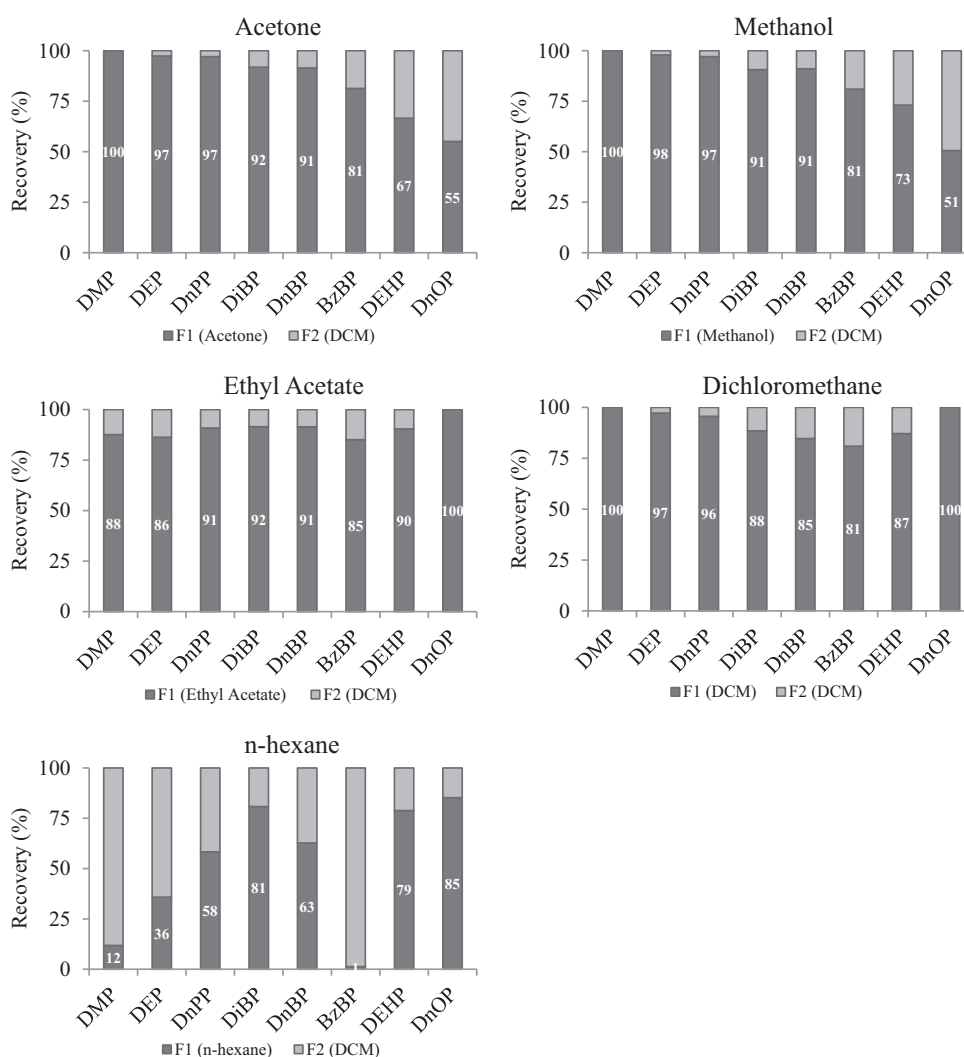 Acetone
Recovery (%)
100
75
50
25
0
100
97
97
92
91
81
67
55
DMP
DEP
DnPP
DiBP
DnBP
BzBP
DEHP
DnOP
F1 (Acetone) F2 (DCM)
Methanol
Recovery (%)
100
75
50
25
0
100
98
97
91
91
81
73
51
DMP
DEP
DnPP
DiBP
DnBP
BzBP
DEHP
DnOP
F1 (Methanol) F2 (DCM)
Ethyl Acetate
Recovery (%)
100
75
50
25
0
88
86
91
92
91
85
90
100
DMP
DEP
DnPP
DiBP
DnBP
BzBP
DEHP
DnOP
F1 (Ethyl Acetate) F2 (DCM)
Dichloromethane
Recovery (%)
100
75
50
25
0
100
97
96
88
85
81
87
100
DMP
DEP
DnPP
DiBP
DnBP
BzBP
DEHP
DnOP
F1 (DCM) F2 (DCM)
n-hexane
Recovery (%)
100
75
50
25
0
12
36
58
81
63
1
79
85
DMP
DEP
DnPP
DiBP
DnBP
BzBP
DEHP
DnOP
F1 (n-hexane) F2 (DCM)